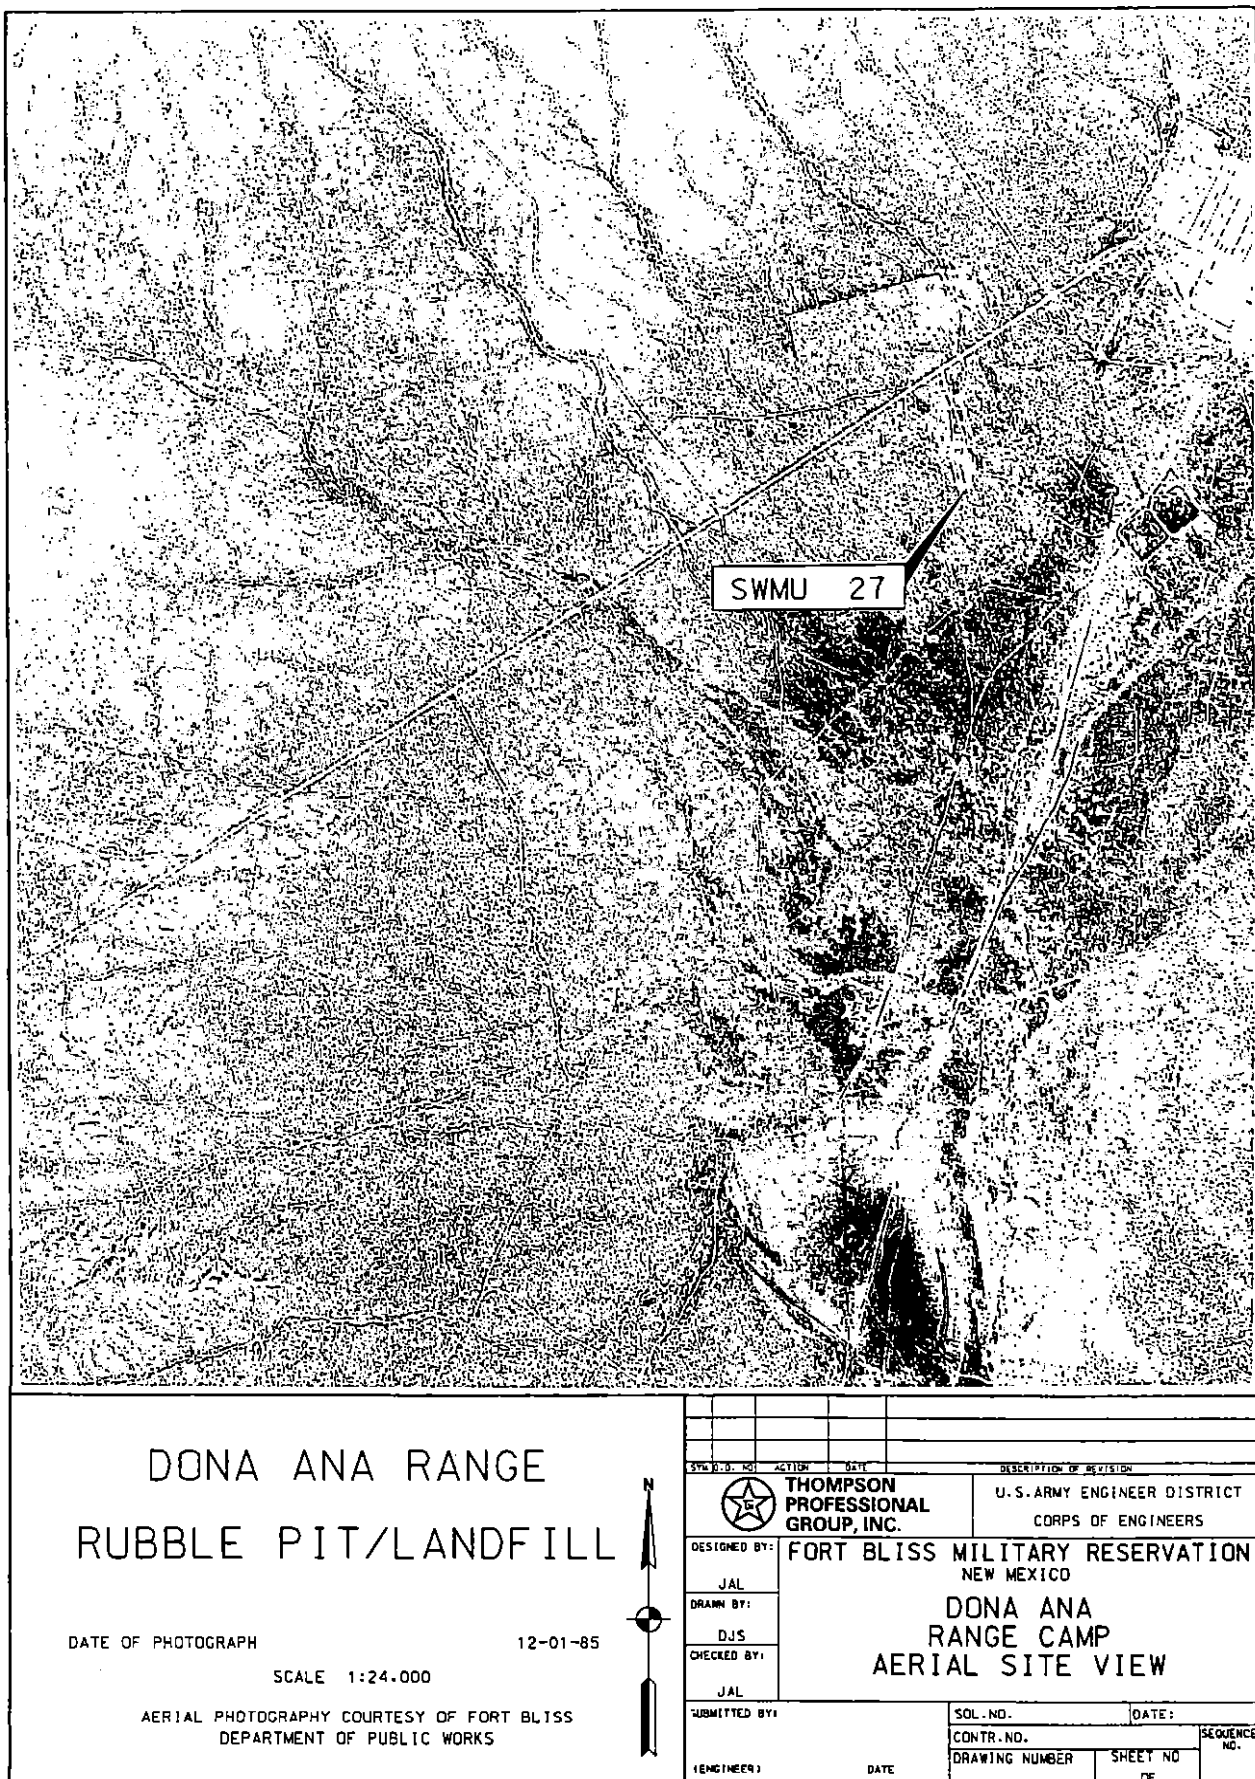 SWMU 27
DONA ANA RANGE
RUBBLE PIT/LANDFILL
DATE OF PHOTOGRAPH 12-01-85
SCALE 1:24.000
AERIAL PHOTOGRAPHY COURTESY OF FORT BLISS
DEPARTMENT OF PUBLIC WORKS
N
SYM D.O. NO ACTION DATE DESCRIPTION OF REVISION
THOMPSON
PROFESSIONAL
GROUP, INC.
U.S. ARMY ENGINEER DISTRICT
CORPS OF ENGINEERS
DESIGNED BY:
JAL
DRAWN BY:
DJS
CHECKED BY:
JAL
FORT BLISS MILITARY RESERVATION
NEW MEXICO
DONA ANA
RANGE CAMP
AERIAL SITE VIEW
SUBMITTED BY:
(ENGINEER) DATE
SOL.NO. DATE:
CONTR.NO.
SEQUENCE
NO.
DRAWING NUMBER SHEET NO
OF